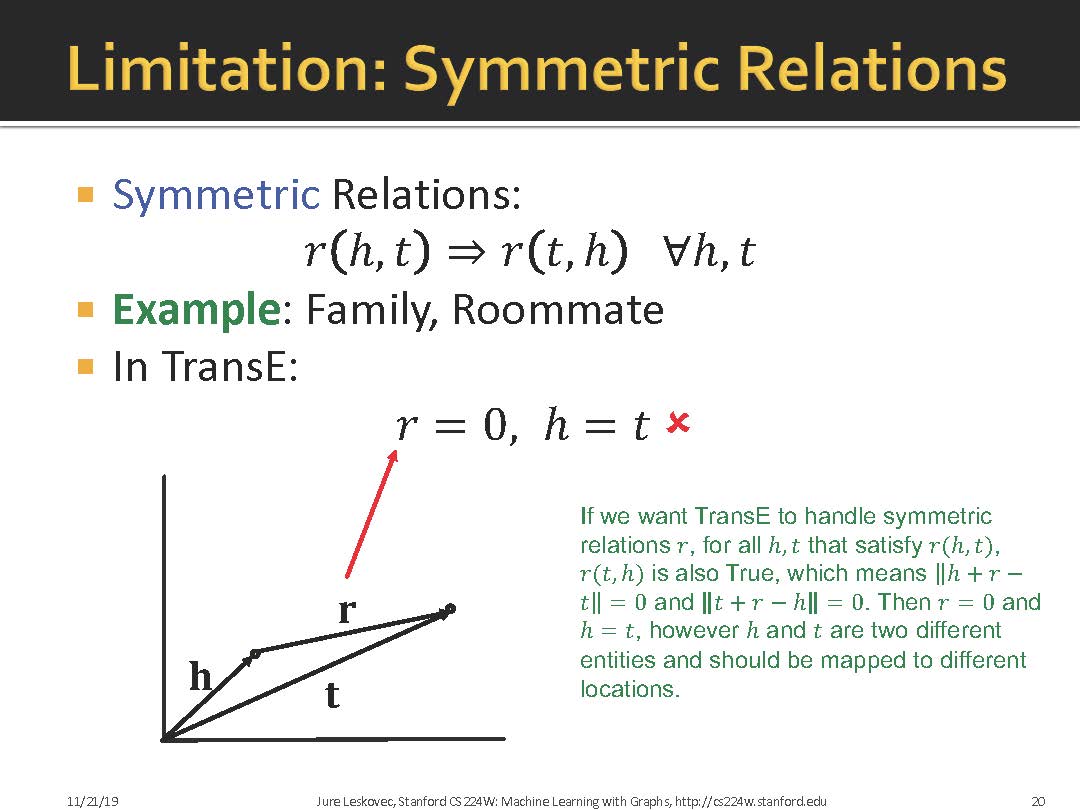 Limitation: Symmetric Relations
Symmetric Relations:
r(h, t) ⇒ r(t, h) ∀h, t
Example: Family, Roommate
In TransE:
r = 0, h = t ✘
If we want TransE to handle symmetric
relations r, for all h, t that satisfy r(h, t),
r(t, h) is also True, which means ‖h + r −
t‖ = 0 and ‖t + r − h‖ = 0. Then r = 0 and
h = t, however h and t are two different
entities and should be mapped to different
locations.
r
h
t
11/21/19
Jure Leskovec, Stanford CS224W: Machine Learning with Graphs, http://cs224w.stanford.edu
20